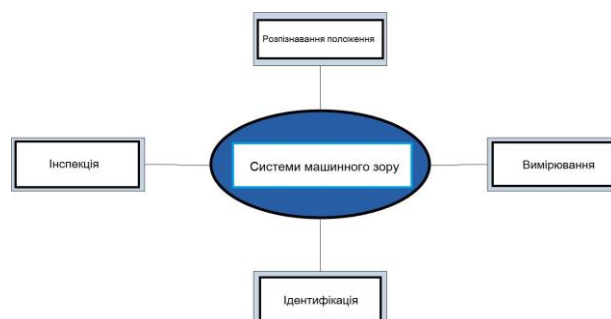 Розпізнавання положення
Інспекція
Системи машинного зору
Вимірювання
Ідентифікація